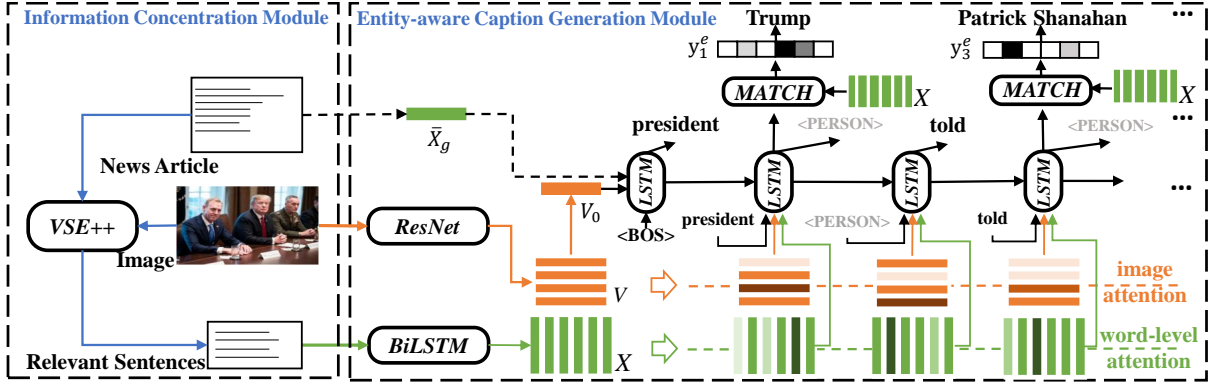 Information Concentration Module
Entity-aware Caption Generation Module
Trump
Patrick Shanahan
...
y₁ᵉ
y₃ᵉ
MATCH
X
MATCH
X
...
X̄g
president
<PERSON>
told
<PERSON>
News Article
LSTM
LSTM
LSTM
LSTM
...
VSE++
Image
ResNet
V₀
<BOS>
president
<PERSON>
told
V
image
attention
Relevant Sentences
BiLSTM
X
word-level
attention